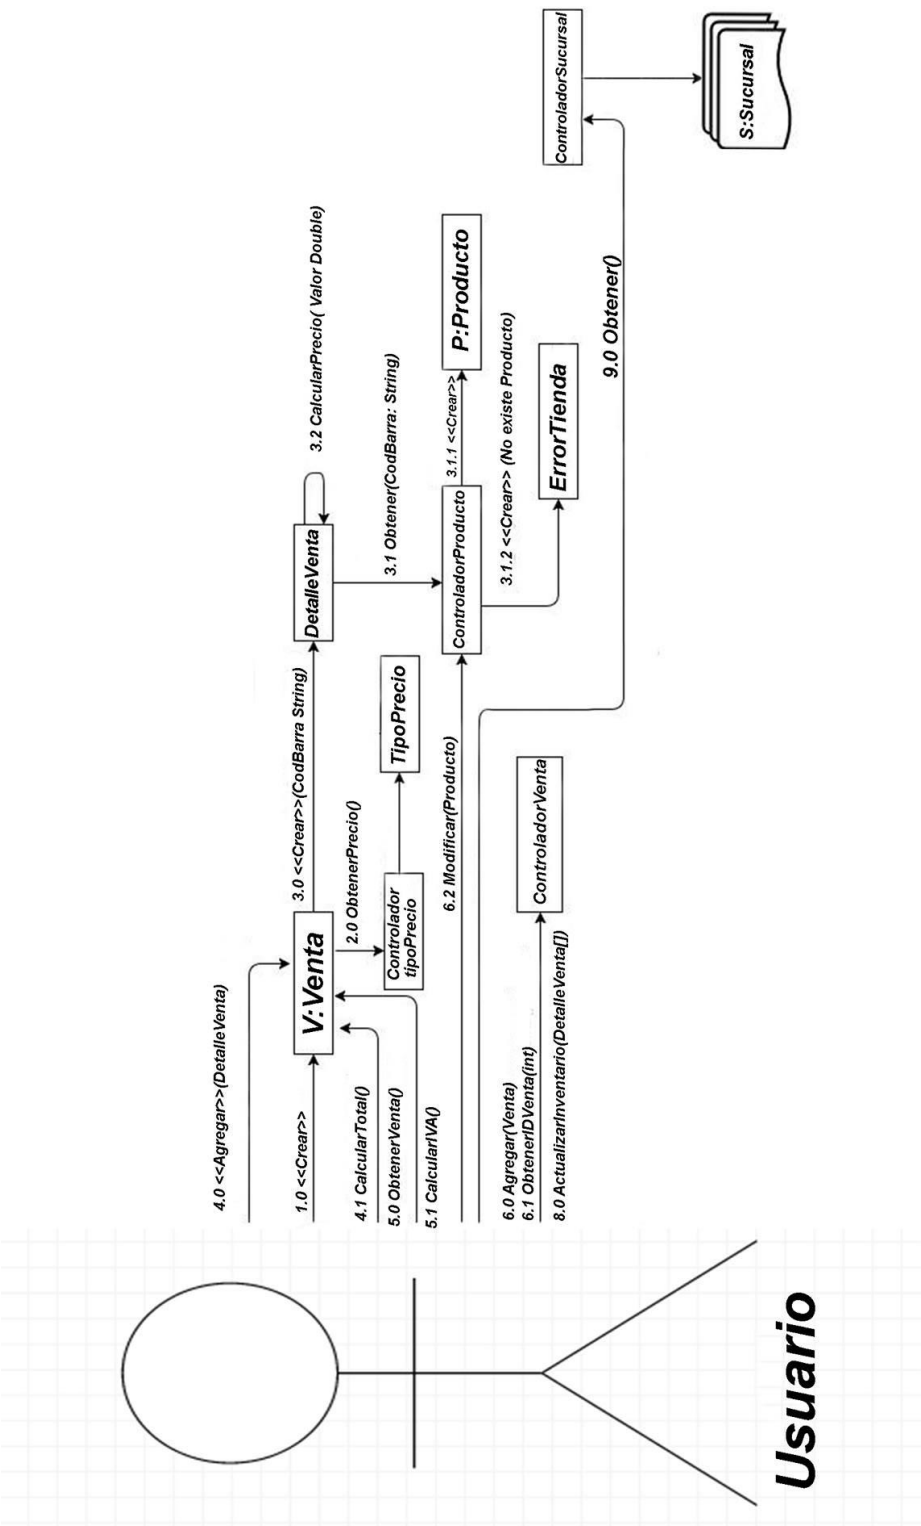 4.0 <<Agregar>>(DetalleVenta)
3.2 CalcularPrecio( Valor Double)
1.0 <<Crear>>
V:Venta
3.0 <<Crear>>(CodBarra String)
DetalleVenta
4.1 CalcularTotal()
2.0 ObtenerPrecio()
3.1 Obtener(CodBarra: String)
5.0 ObtenerVenta()
Controlador
tipoPrecio
TipoPrecio
5.1 CalcularIVA()
6.2 Modificar(Producto)
ControladorProducto
3.1.1 <<Crear>>
P:Producto
3.1.2 <<Crear>> (No existe Producto)
ErrorTienda
6.0 Agregar(Venta)
6.1 ObtenerIDVenta(int)
8.0 ActualizarInventario(DetalleVenta[])
ControladorVenta
9.0 Obtener()
ControladorSucursal
S:Sucursal
Usuario